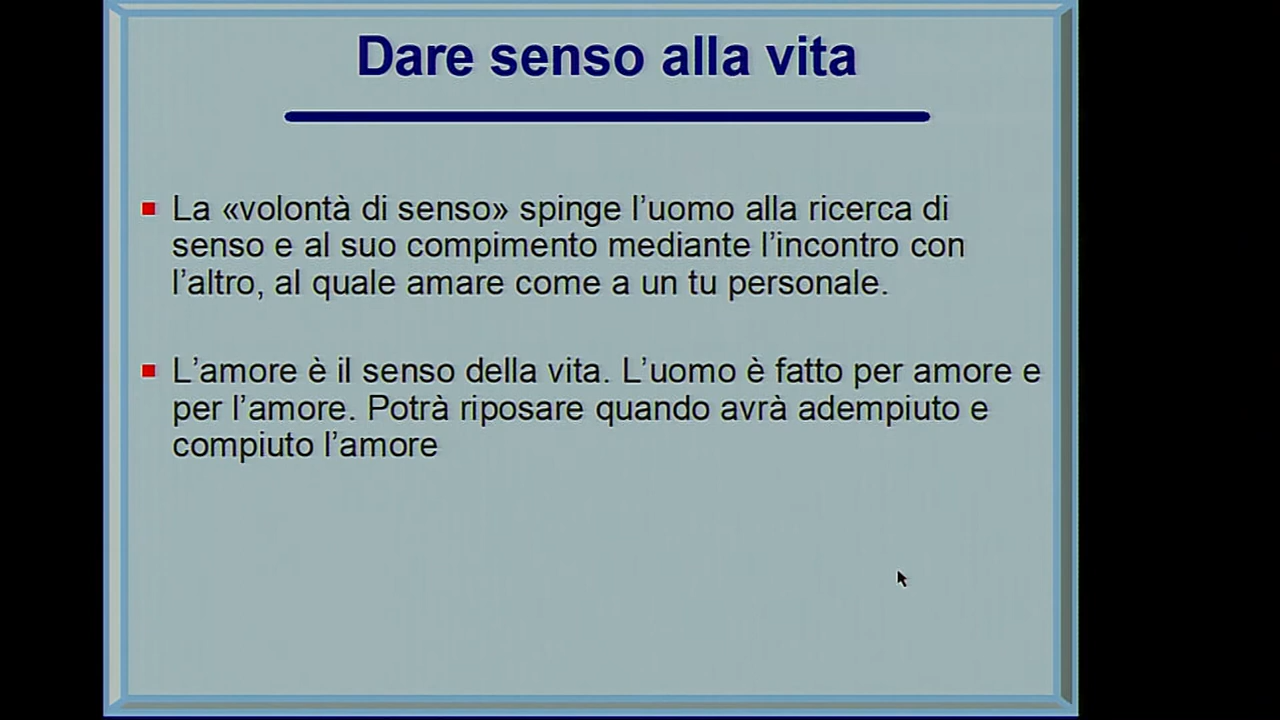 Dare senso alla vita
La «volontà di senso» spinge l’uomo alla ricerca di
senso e al suo compimento mediante l’incontro con
l’altro, al quale amare come a un tu personale.
L’amore è il senso della vita. L’uomo è fatto per amore e
per l’amore. Potrà riposare quando avrà adempiuto e
compiuto l’amore